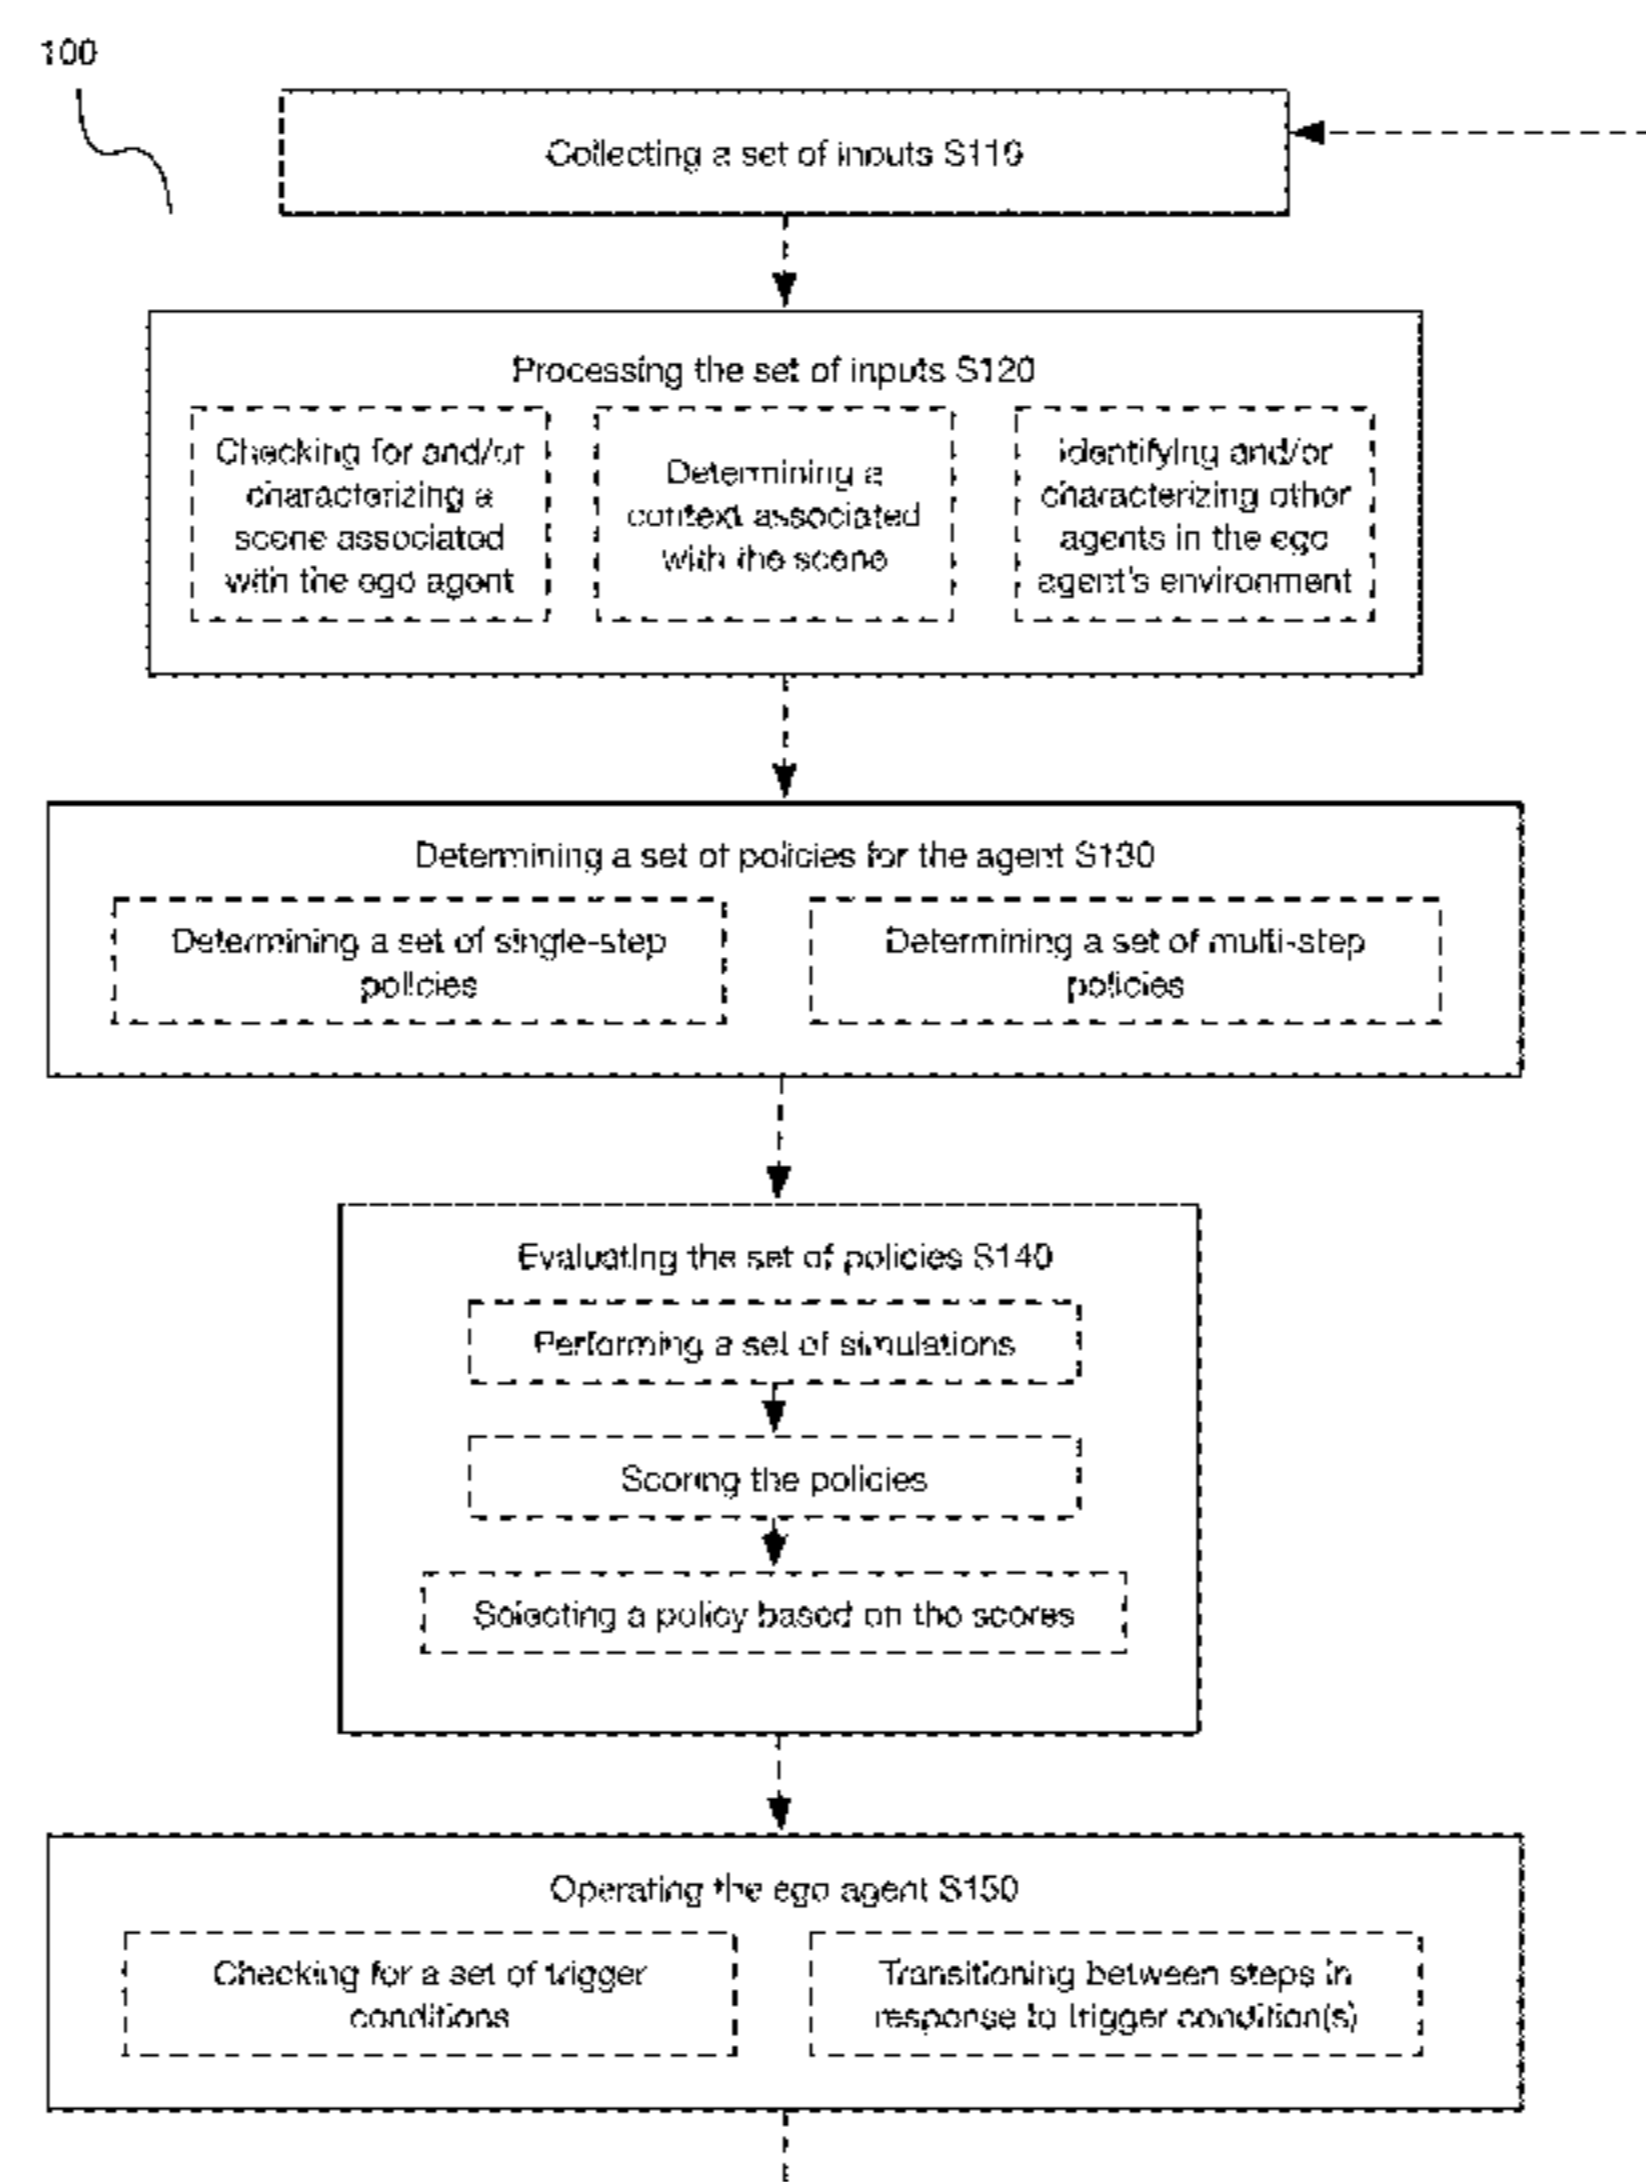 100
Collecting a set of inputs S110
Processing the set of inputs S120
Checking for and/or
characterizing a
scene associated
with the ego agent
Determining a
context associated
with the scene
Identifying and/or
characterizing other
agents in the ego
agent's environment
Determining a set of policies for the agent S130
Determining a set of single-step
policies
Determining a set of multi-step
policies
Evaluating the set of policies S140
Performing a set of simulations
Scoring the policies
Selecting a policy based on the scores
Operating the ego agent S150
Checking for a set of trigger
conditions
Transitioning between steps in
response to trigger condition(s)